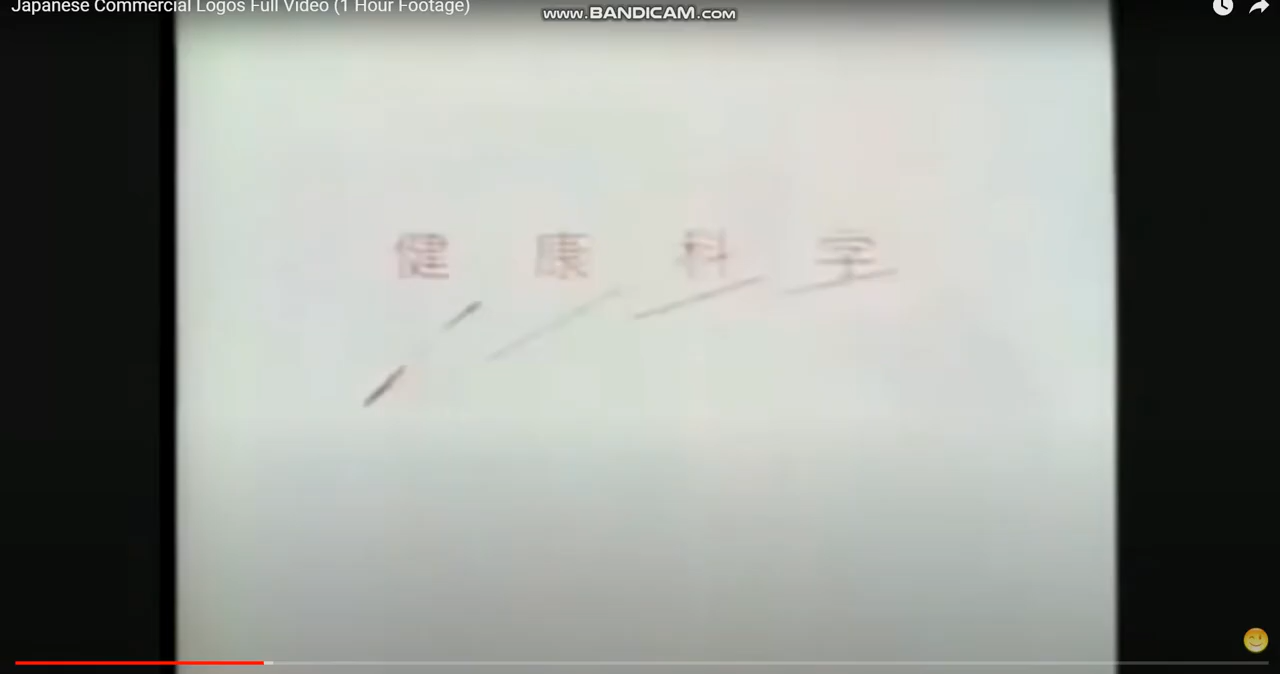 Japanese Commercial Logos Full Video (1 Hour Footage)
www.BANDICAM.com
健康科学